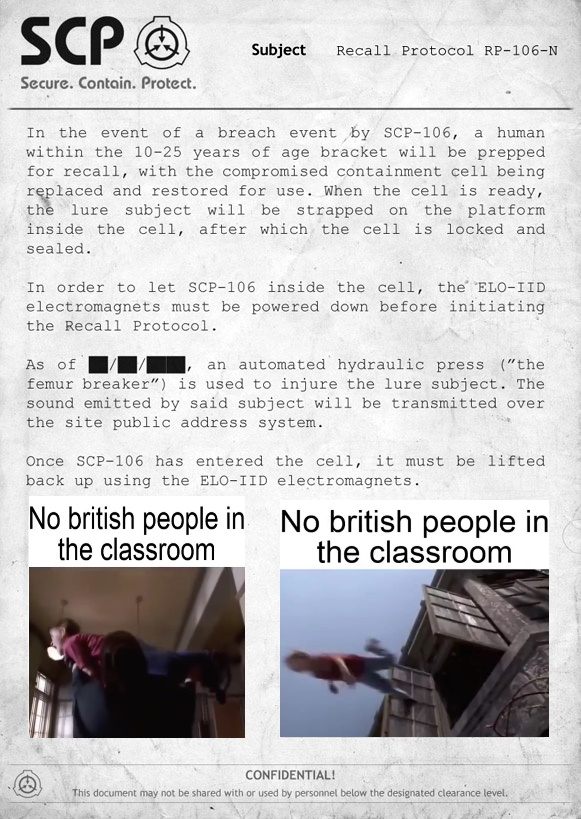 SCP
Secure. Contain. Protect.
Subject Recall Protocol RP-106-N
In the event of a breach event by SCP-106, a human
within the 10-25 years of age bracket will be prepped
for recall, with the compromised containment cell being
replaced and restored for use. When the cell is ready,
the lure subject will be strapped on the platform
inside the cell, after which the cell is locked and
sealed.
In order to let SCP-106 inside the cell, the ELO-IID
electromagnets must be powered down before initiating
the Recall Protocol.
As of ██/██/███, an automated hydraulic press ("the
femur breaker") is used to injure the lure subject. The
sound emitted by said subject will be transmitted over
the site public address system.
Once SCP-106 has entered the cell, it must be lifted
back up using the ELO-IID electromagnets.
No british people in
the classroom
No british people in
the classroom
CONFIDENTIAL!
This document may not be shared with or used by personnel below the designated clearance level.